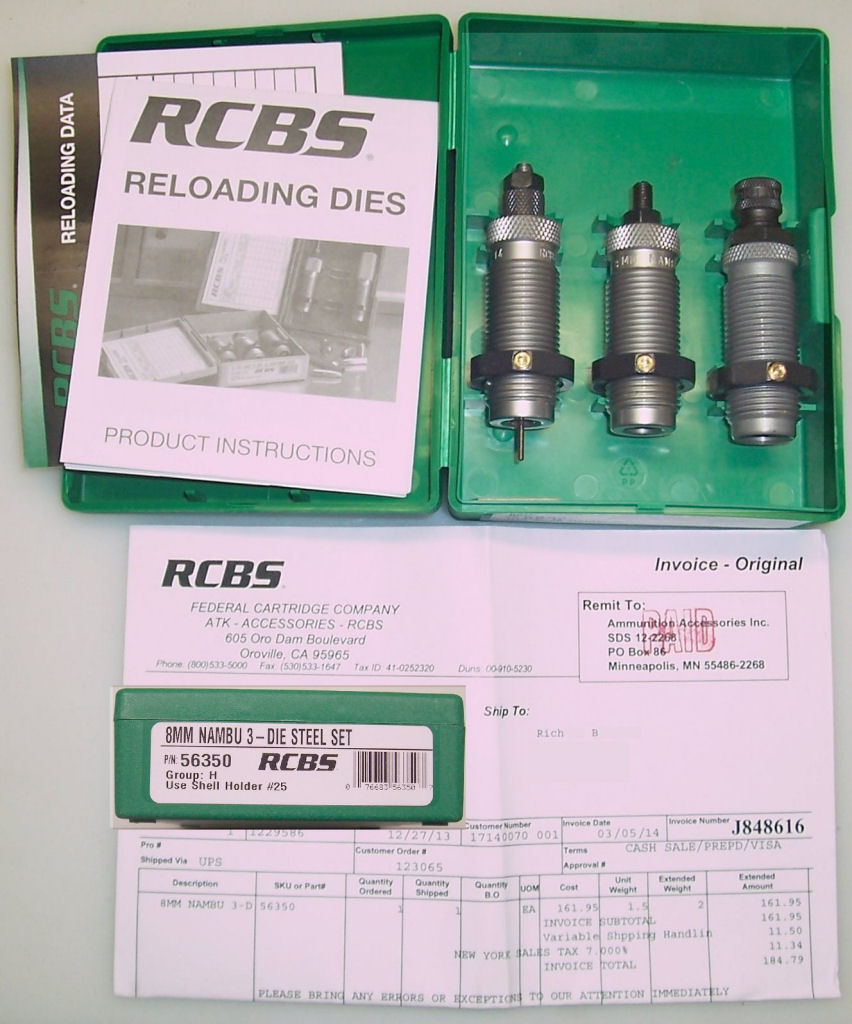 RELOADING DATA
RCBS
RCBS
RELOADING DIES
PRODUCT INSTRUCTIONS
PP
RCBS
FEDERAL CARTRIDGE COMPANY
ATK - ACCESSORIES - RCBS
605 Oro Dam Boulevard
Oroville, CA 95965
Phone: (800)533-5000 Fax: (530)533-1647 Tax ID: 41-0252320 Duns: 00-910-5230
Invoice - Original
Remit To:
Ammunition Accessories Inc.
SDS 12-2268
PO Box 86
Minneapolis, MN 55486-2268
PAID
Ship To:
Rich B
8MM NAMBU 3-DIE STEEL SET
P/N: 56350 RCBS
Group: H
Use Shell Holder #25
0 76683 56350 7
Customer Number Invoice Date Invoice Number J848616
1 1229586 12/27/13 17140070 001 03/05/14
Pro # Customer Order # Terms CASH SALE/PREPD/VISA
Shipped Via UPS 123065 Approval #
Description SKU or Part# Quantity Ordered Quantity Shipped Quantity B.O UOM Cost Unit Weight Extended Weight Extended Amount
8MM NAMBU 3-D 56350 1 1 EA 161.95 1.5 2 161.95
INVOICE SUBTOTAL 161.95
Variable Shpping Handlin 11.50
NEW YORK SALES TAX 7.000% 11.34
INVOICE TOTAL 184.79
PLEASE BRING ANY ERRORS OR EXCEPTIONS TO OUR ATTENTION IMMEDIATELY